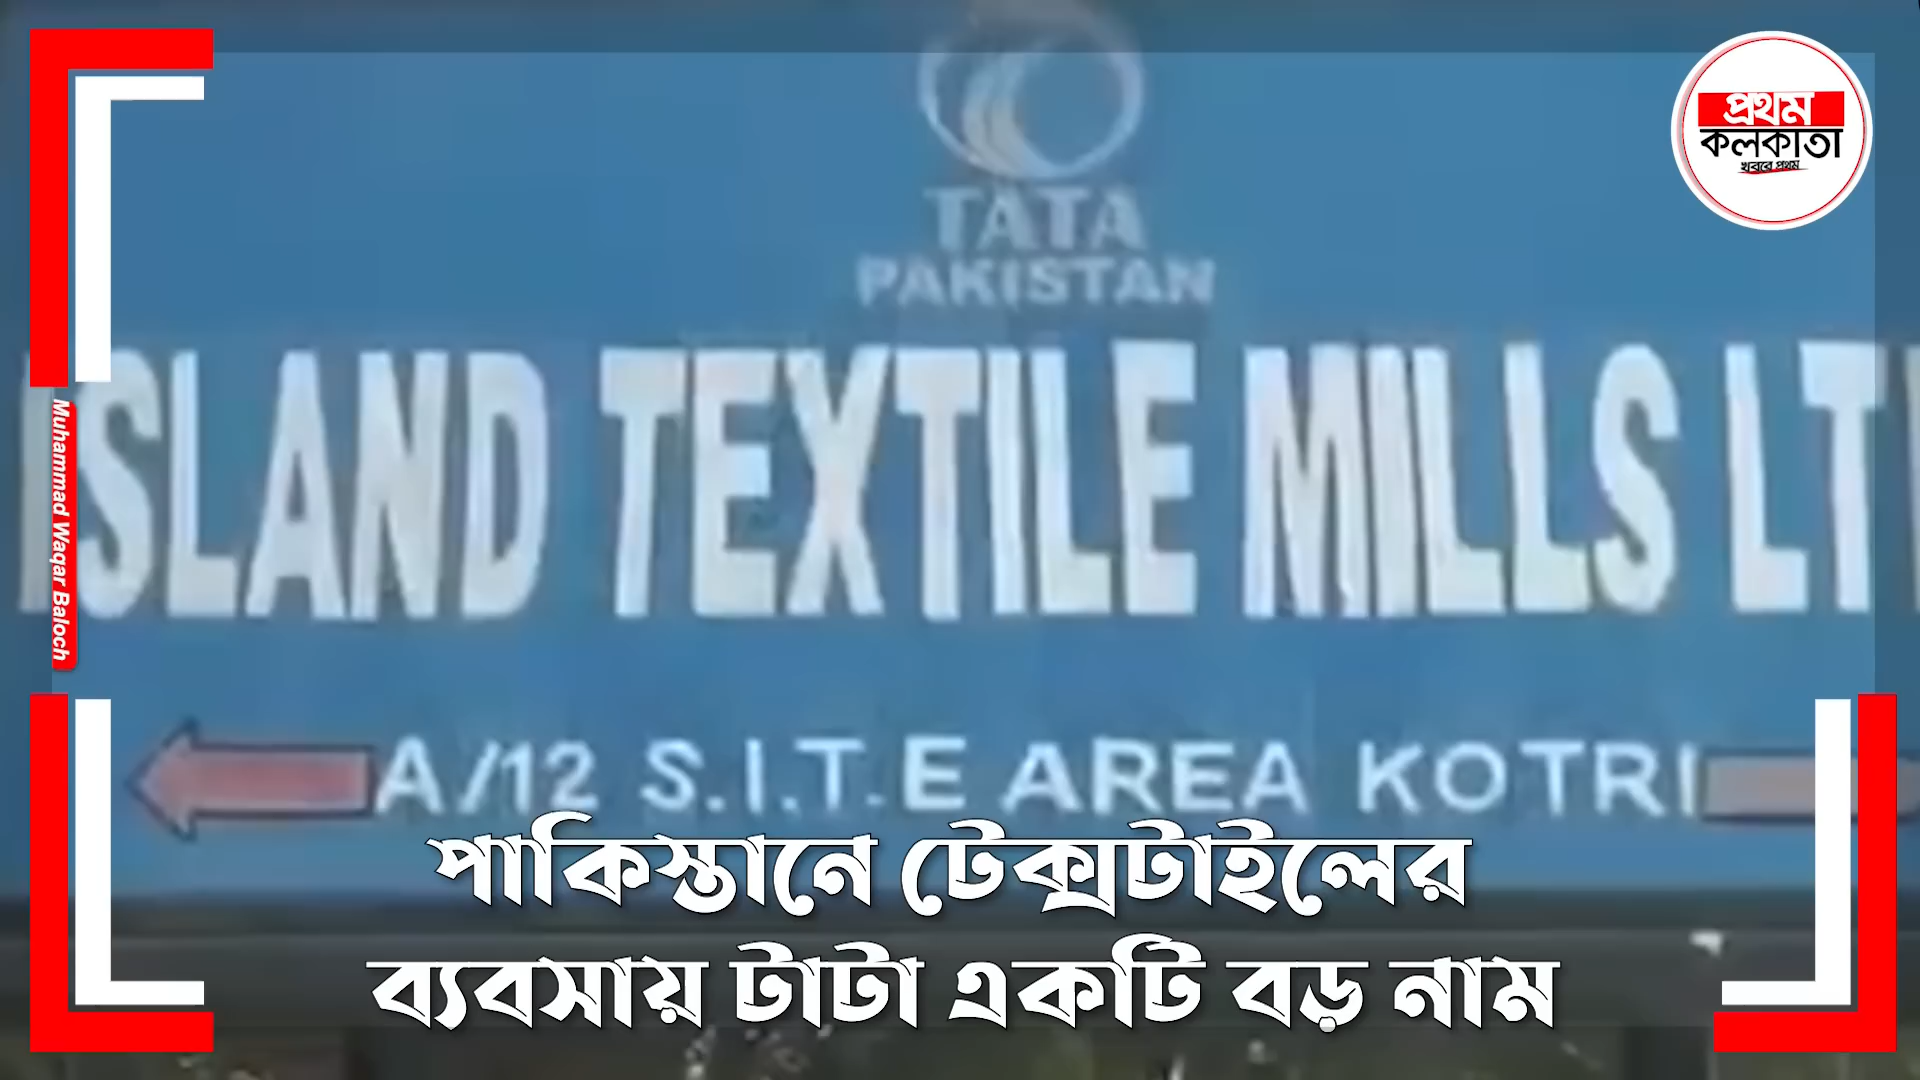 প্রথম
কলকাতা
খবরে প্রথম
TATA
PAKISTAN
ISLAND TEXTILE MILLS LT
Muhammad Waqar Baloch
A/12 S.I.T.E AREA KOTRI
পাকিস্তানে টেক্সটাইলের
ব্যবসায় টাটা একটি বড় নাম